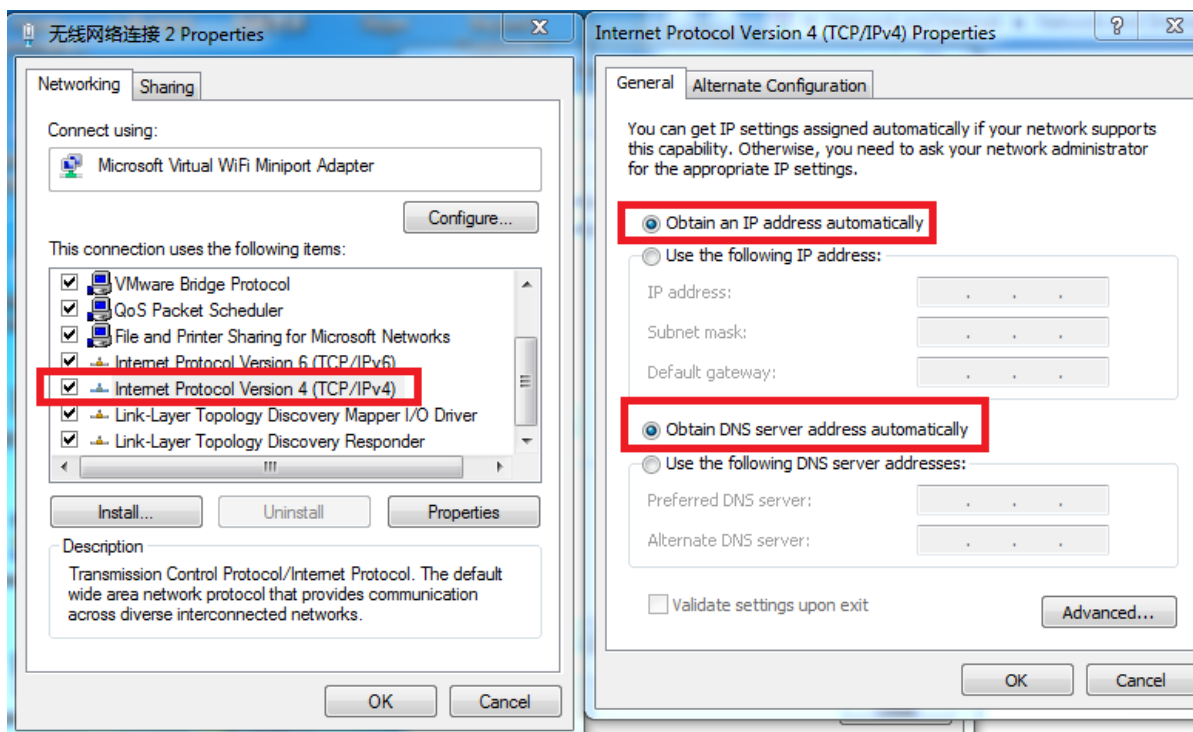 无线网络连接 2 Properties
Networking
Sharing
Connect using:
Microsoft Virtual WiFi Miniport Adapter
Configure...
This connection uses the following items:
VMware Bridge Protocol
QoS Packet Scheduler
File and Printer Sharing for Microsoft Networks
Internet Protocol Version 6 (TCP/IPv6)
Internet Protocol Version 4 (TCP/IPv4)
Link-Layer Topology Discovery Mapper I/O Driver
Link-Layer Topology Discovery Responder
Install...
Uninstall
Properties
Description
Transmission Control Protocol/Internet Protocol. The default
wide area network protocol that provides communication
across diverse interconnected networks.
OK
Cancel
Internet Protocol Version 4 (TCP/IPv4) Properties
General
Alternate Configuration
You can get IP settings assigned automatically if your network supports
this capability. Otherwise, you need to ask your network administrator
for the appropriate IP settings.
Obtain an IP address automatically
Use the following IP address:
IP address:
Subnet mask:
Default gateway:
Obtain DNS server address automatically
Use the following DNS server addresses:
Preferred DNS server:
Alternate DNS server:
Validate settings upon exit
Advanced...
OK
Cancel